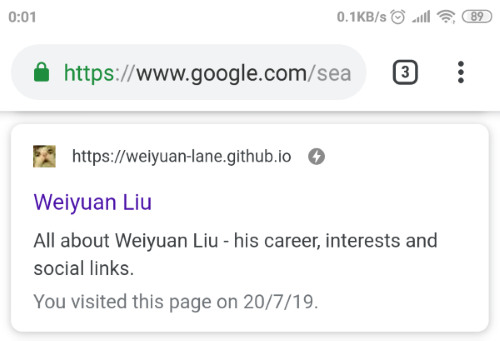 0:01 0.1KB/s 89
https://www.google.com/sea 3
https://weiyuan-lane.github.io
Weiyuan Liu
All about Weiyuan Liu - his career, interests and
social links.
You visited this page on 20/7/19.